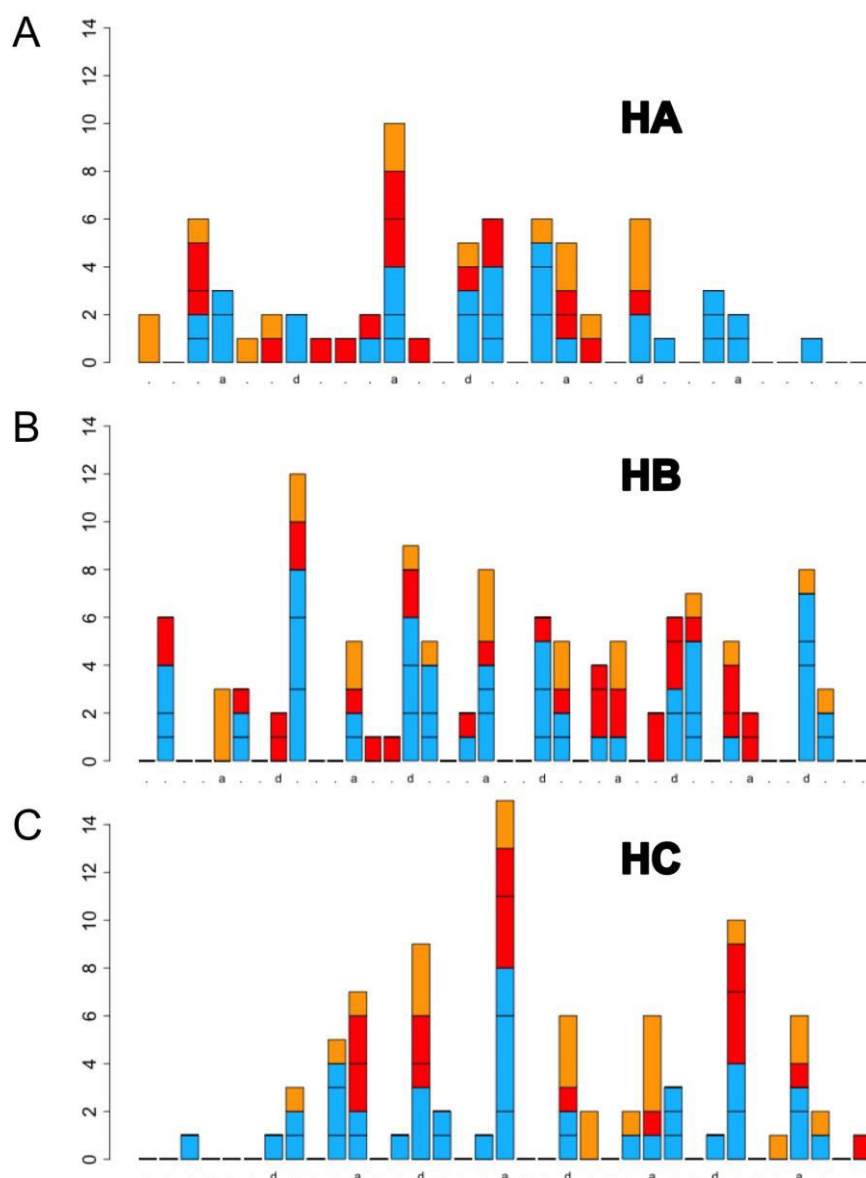 A
14
12
10
8
6
4
2
0
HA
. . . a . . d . . . a . . d . . . a . . d . . . a . . . . .
B
14
12
10
8
6
4
2
0
HB
. . . . a . . d . . . a . . d . . . a . . d . . . a . . d . . . a . . d . . .
C
14
12
10
8
6
4
2
0
HC
. . . . . . d . . . a . . d . . . a . . d . . . a . . d . . . a . . .